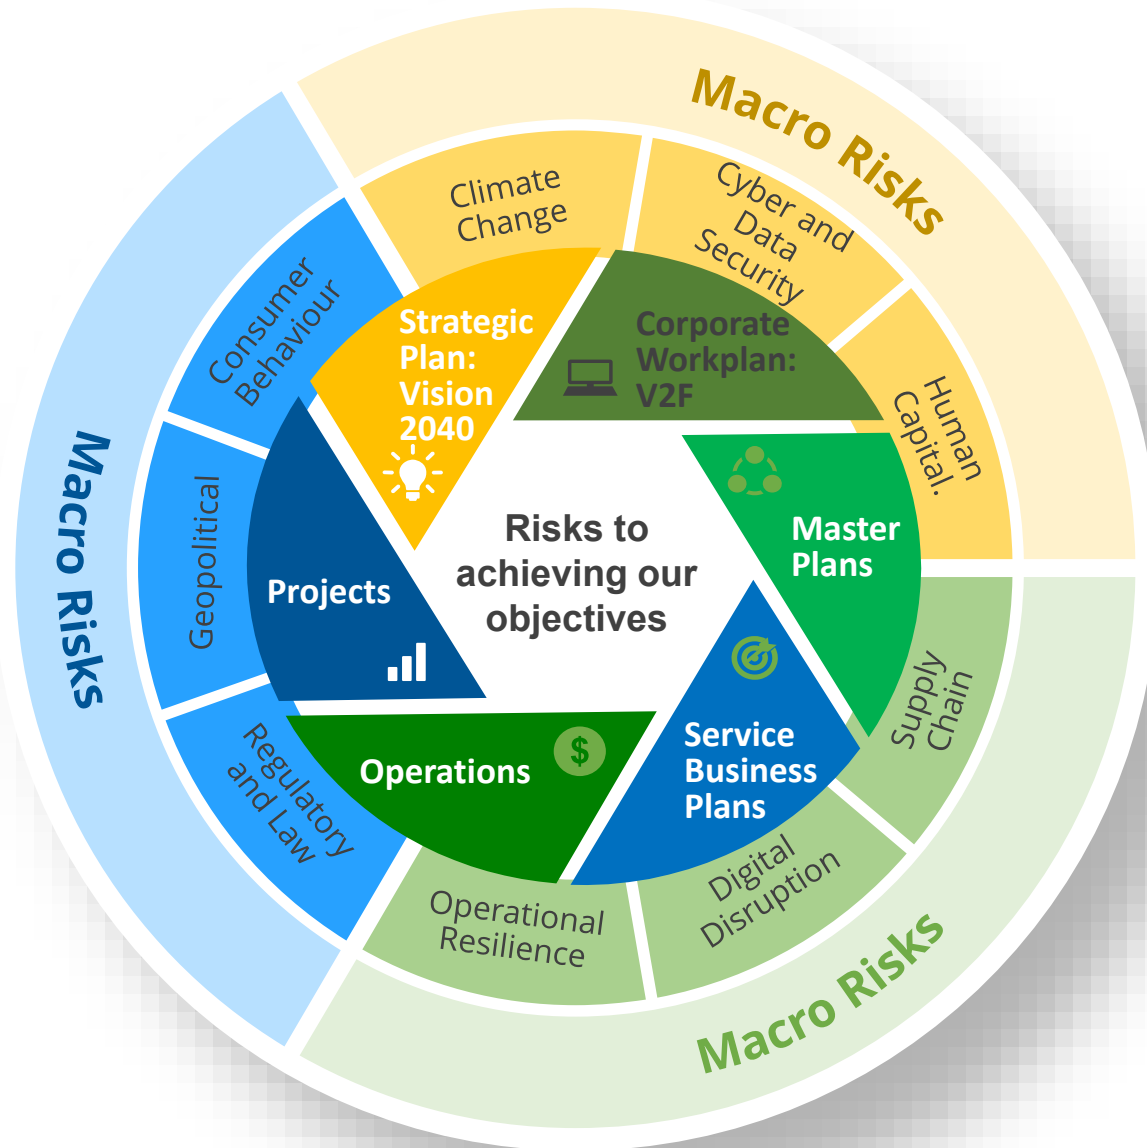 Macro Risks
Climate
Change
Cyber and
Data
Security
Human
Capital.
Macro Risks
Supply
Chain
Digital
Disruption
Operational
Resilience
Macro Risks
Regulatory
and Law
Geopolitical
Consumer
Behaviour
Strategic
Plan:
Vision
2040
Corporate
Workplan:
V2F
Master
Plans
Service
Business
Plans
$
Operations
Projects
Risks to
achieving our
objectives